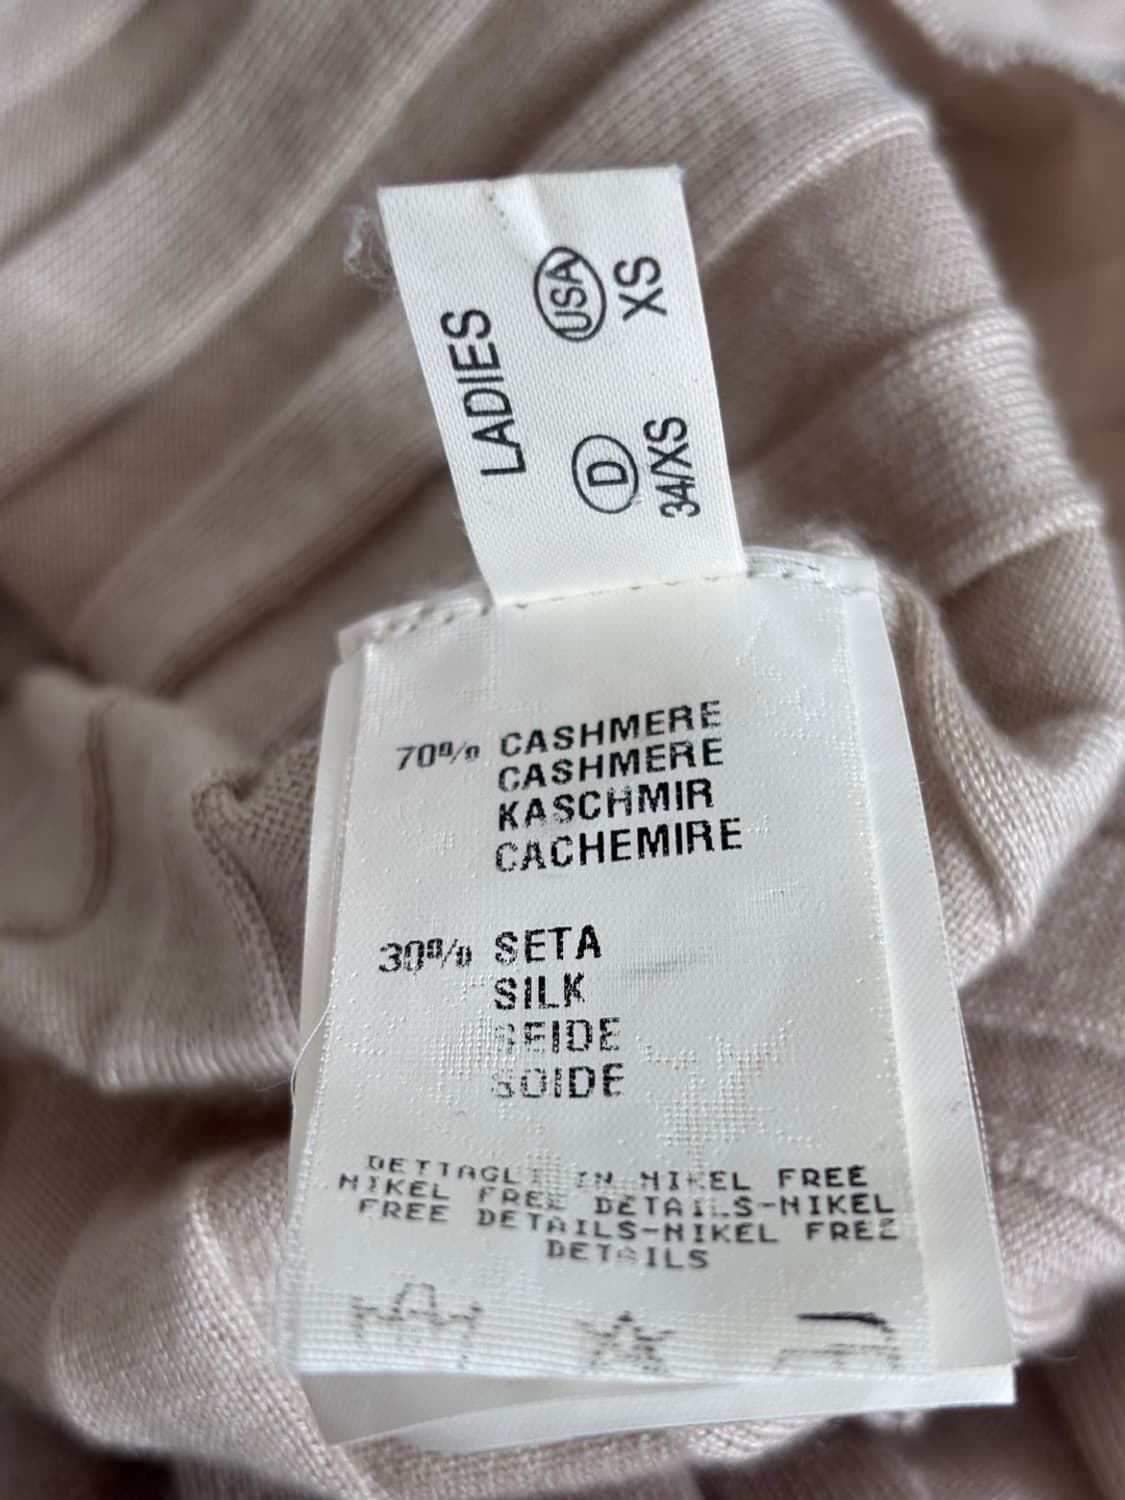 LADIES
USA
XS
D
34/XS
70% CASHMERE
CASHMERE
KASCHMIR
CACHEMIRE
30% SETA
SILK
SEIDE
SOIDE
DETTAGLI IN NIKEL FREE
NIKEL FREE DETAILS-NIKEL
FREE DETAILS-NIKEL FREE
DETAILS